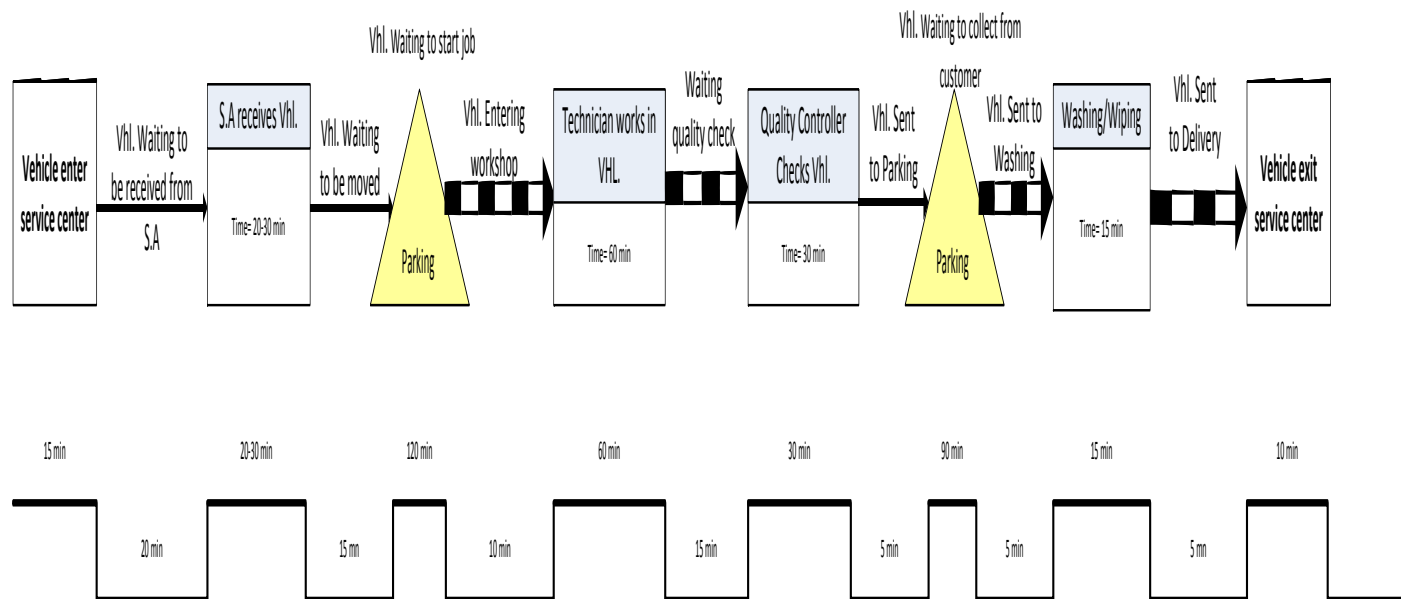 Vhl. Waiting to start job
Vhl. Waiting to collect from
customer
Vehicle enter
service center
Vhl. Waiting to
be received from
S.A
S.A receives Vhl.
Time= 20-30 min
Vhl. Waiting
to be moved
Parking
Vhl. Entering
workshop
Technician works in
VHL.
Time= 60 min
Waiting
quality check
Quality Controller
Checks Vhl.
Time= 30 min
Vhl. Sent
to Parking
Parking
Vhl. Sent to
Washing
Washing/Wiping
Time= 15 min
Vhl. Sent
to Delivery
Vehicle exit
service center
15 min
20-30 min
120 min
60 min
30 min
90 min
15 min
10 min
20 min
15 mn
10 min
15 min
5 min
5 min
5 mn